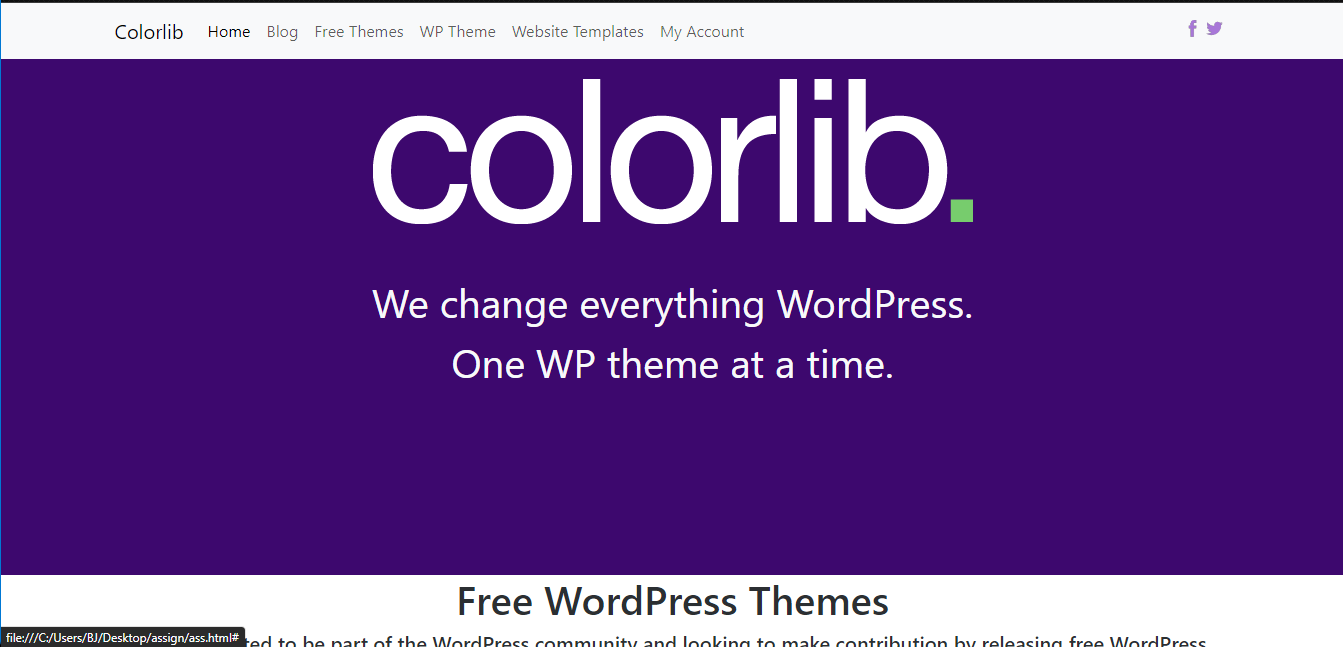 Colorlib Home Blog Free Themes WP Theme Website Templates My Account
colorlib.
We change everything WordPress.
One WP theme at a time.
Free WordPress Themes
to be part of the WordPress community and looking to make contribution by releasing free WordPress
file:///C:/Users/BJ/Desktop/assign/ass.html#